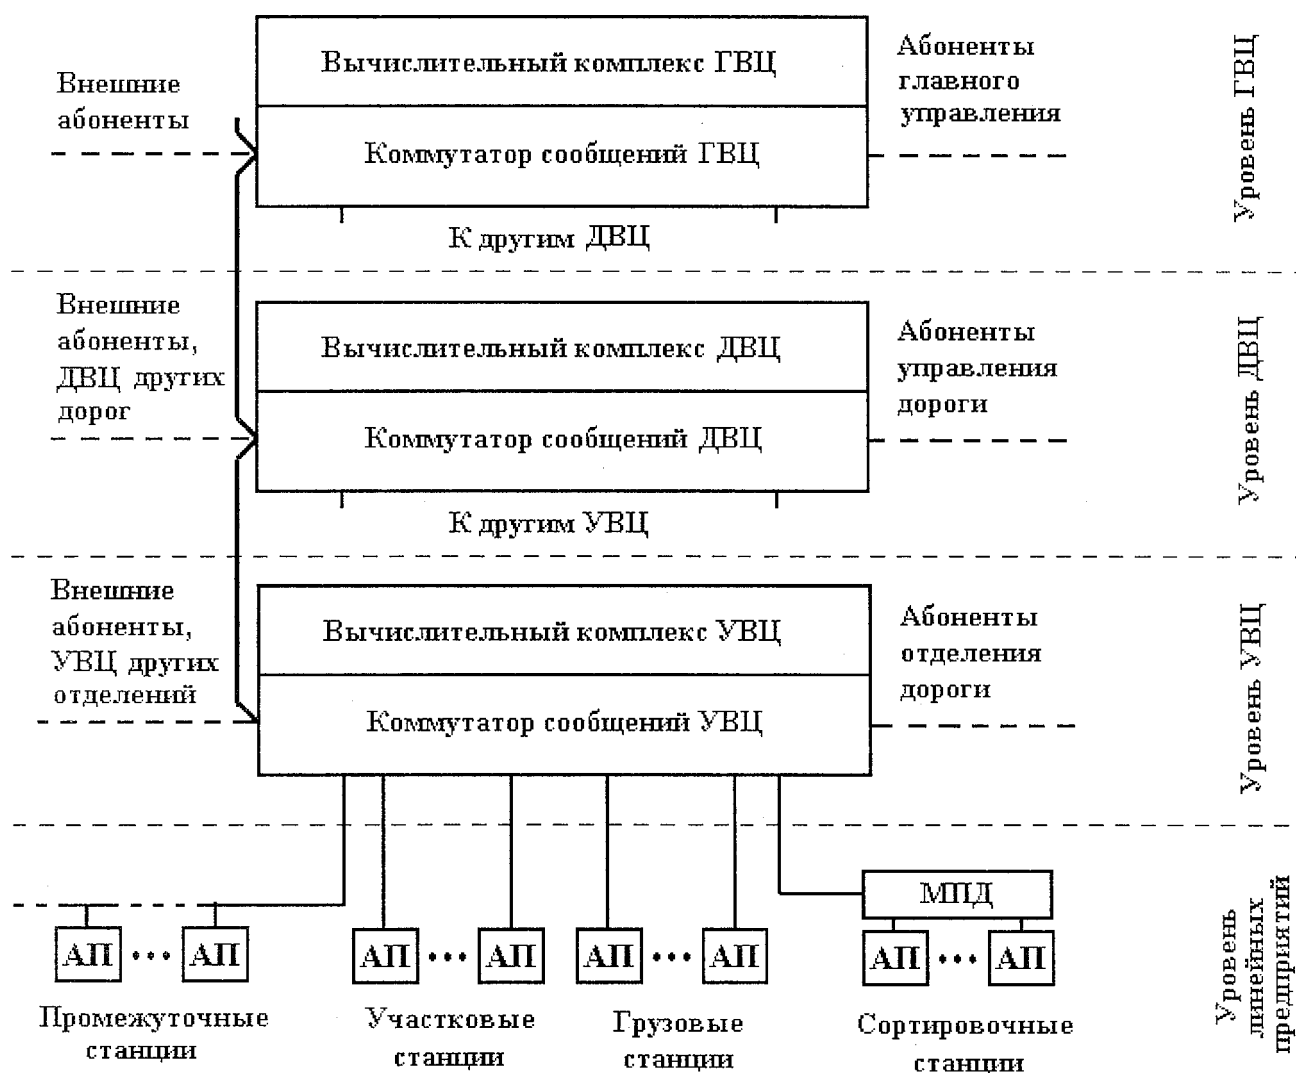 Вычислительный комплекс ГВЦ
Коммутатор сообщений ГВЦ
Внешние
абоненты
Абоненты
главного
управления
Уровень ГВЦ
К другим ДВЦ
Внешние
абоненты,
ДВЦ других
дорог
Вычислительный комплекс ДВЦ
Коммутатор сообщений ДВЦ
Абоненты
управления
дороги
Уровень ДВЦ
К другим УВЦ
Внешние
абоненты,
УВЦ других
отделений
Вычислительный комплекс УВЦ
Коммутатор сообщений УВЦ
Абоненты
отделения
дороги
Уровень УВЦ
МПД
АП ••• АП
АП ••• АП
АП ••• АП
АП ••• АП
Промежуточные
станции
Участковые
станции
Грузовые
станции
Сортировочные
станции
Уровень
линейных
предприятий